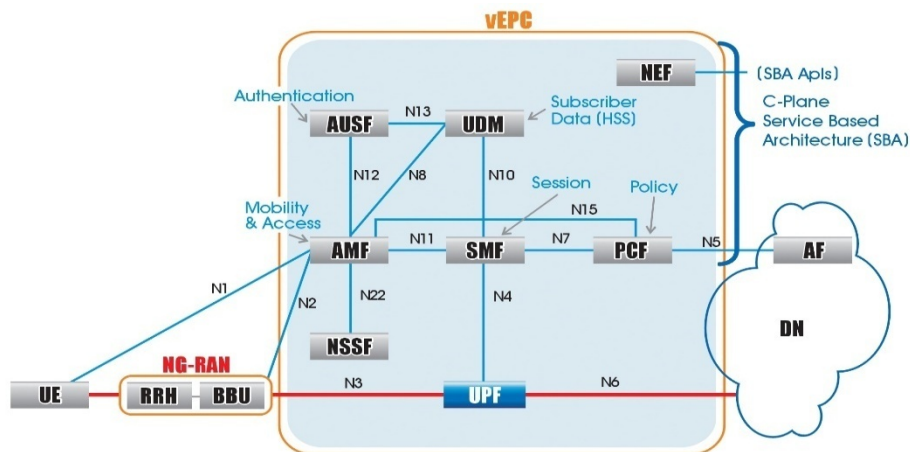 vEPC
NEF
(SBA ApIs)
C-Plane
Service Based
Architecture (SBA)
Authentication
N13
Subscriber
Data (HSS)
AUSF
UDM
N12
N8
N10
Mobility
& Access
Session
Policy
N15
AMF
N11
SMF
N7
PCF
N5
AF
N1
N2
N22
N4
DN
NSSF
NG-RAN
UE
RRH
BBU
N3
UPF
N6